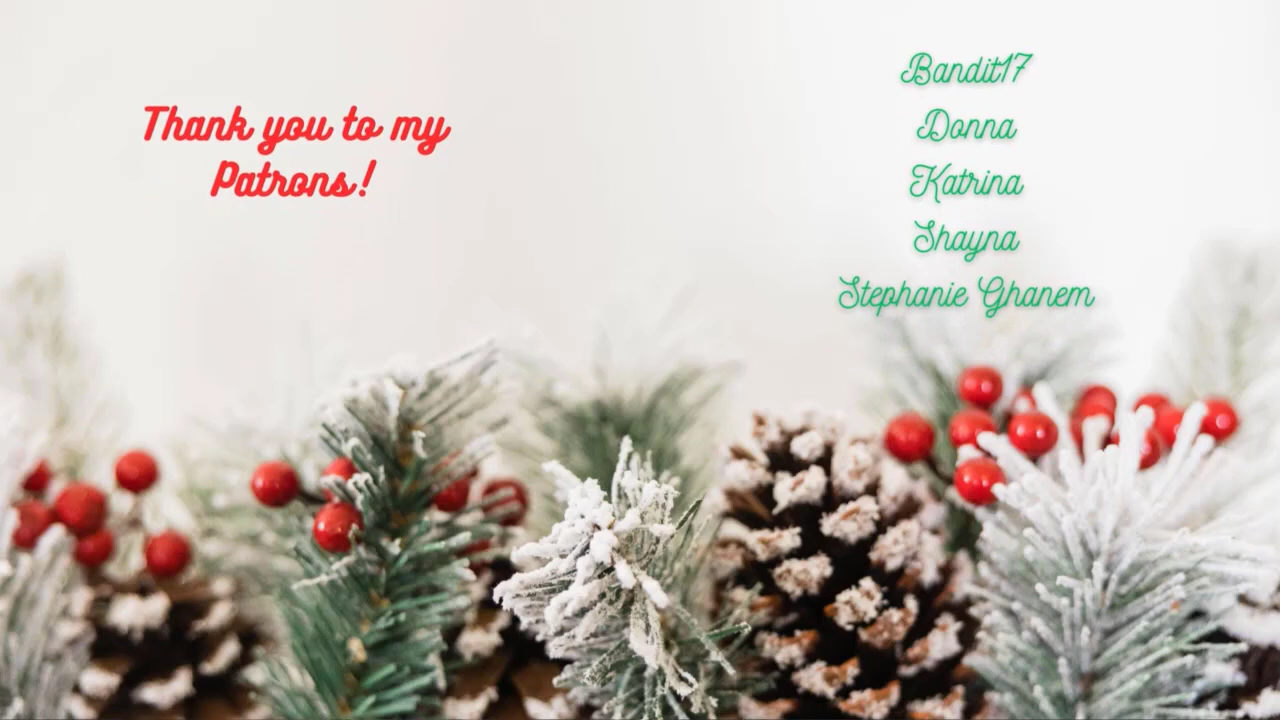 Thank you to my
Patrons!
Bandit17
Donna
Katrina
Shayna
Stephanie Ghanem